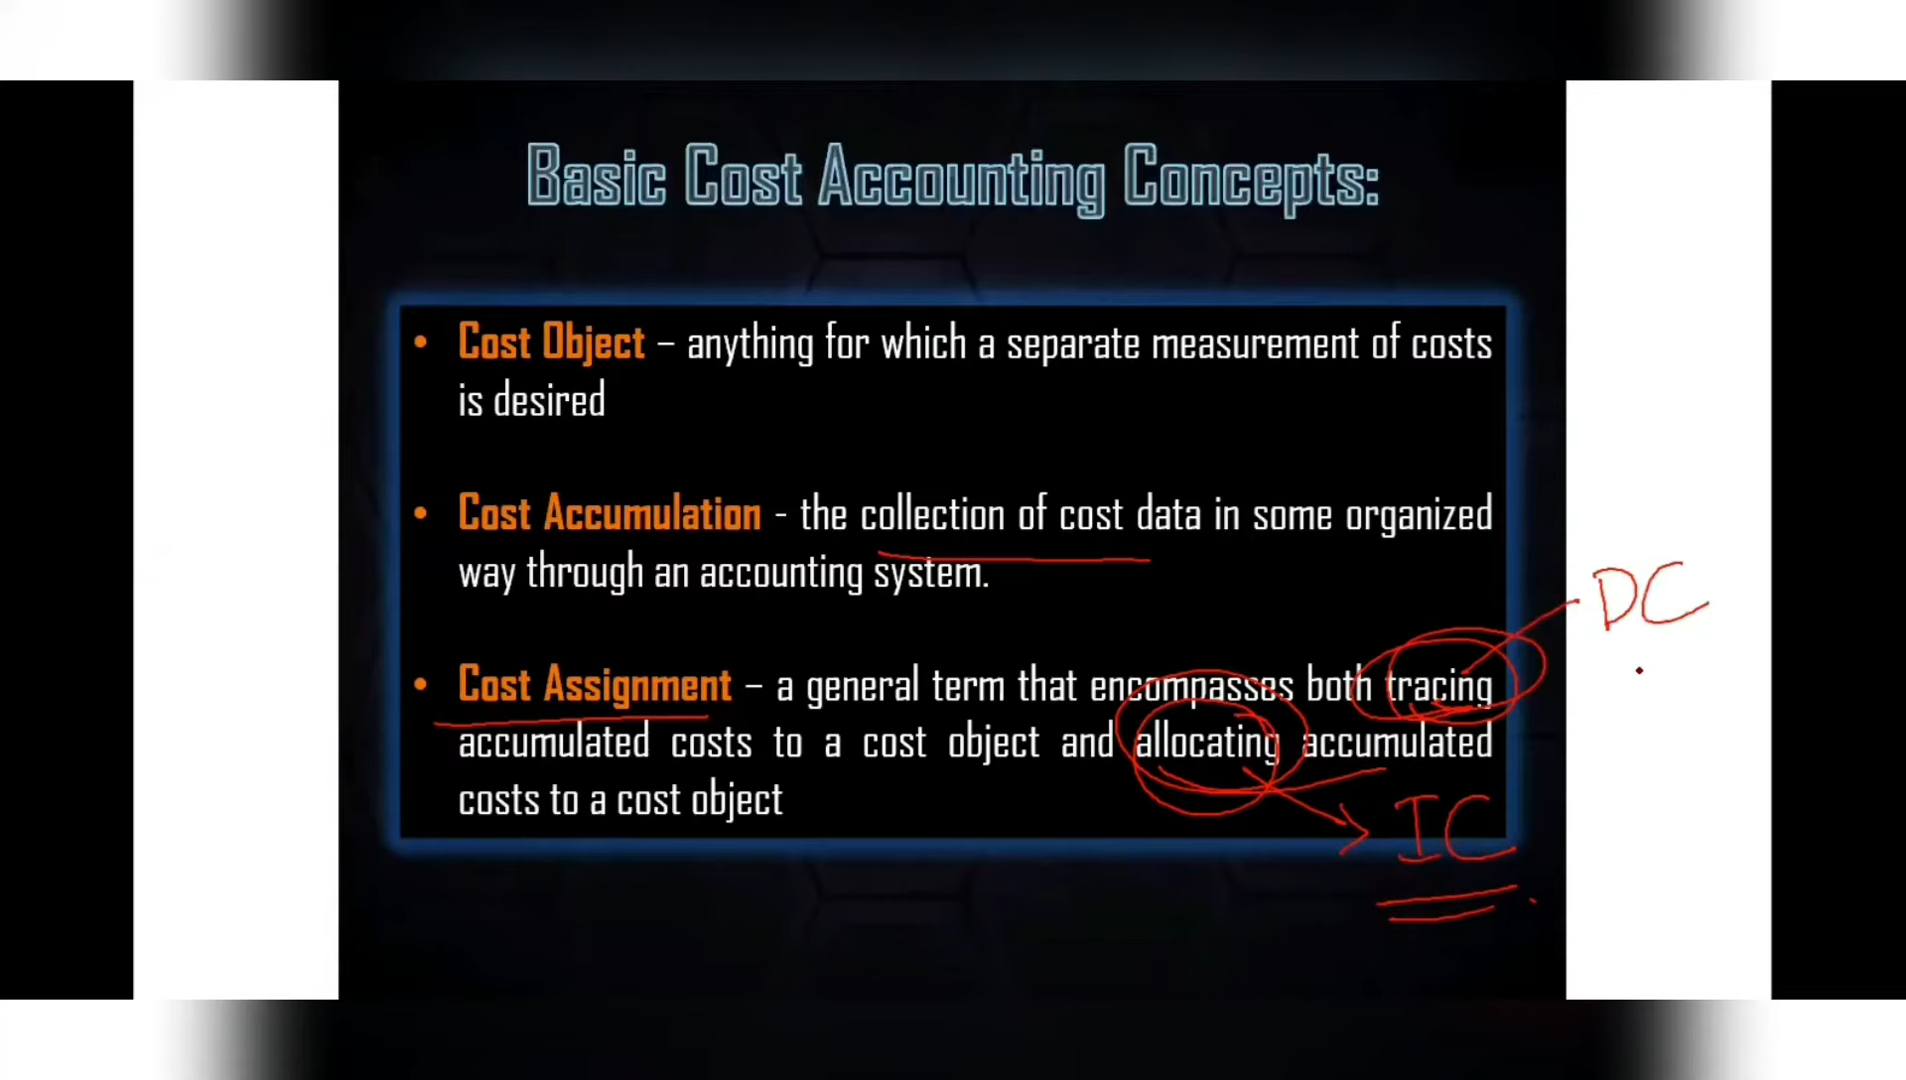 Basic Cost Accounting Concepts:
• Cost Object – anything for which a separate measurement of costs
is desired
• Cost Accumulation - the collection of cost data in some organized
way through an accounting system.
DC
• Cost Assignment – a general term that encompasses both tracing
accumulated costs to a cost object and allocating accumulated
costs to a cost object
IC